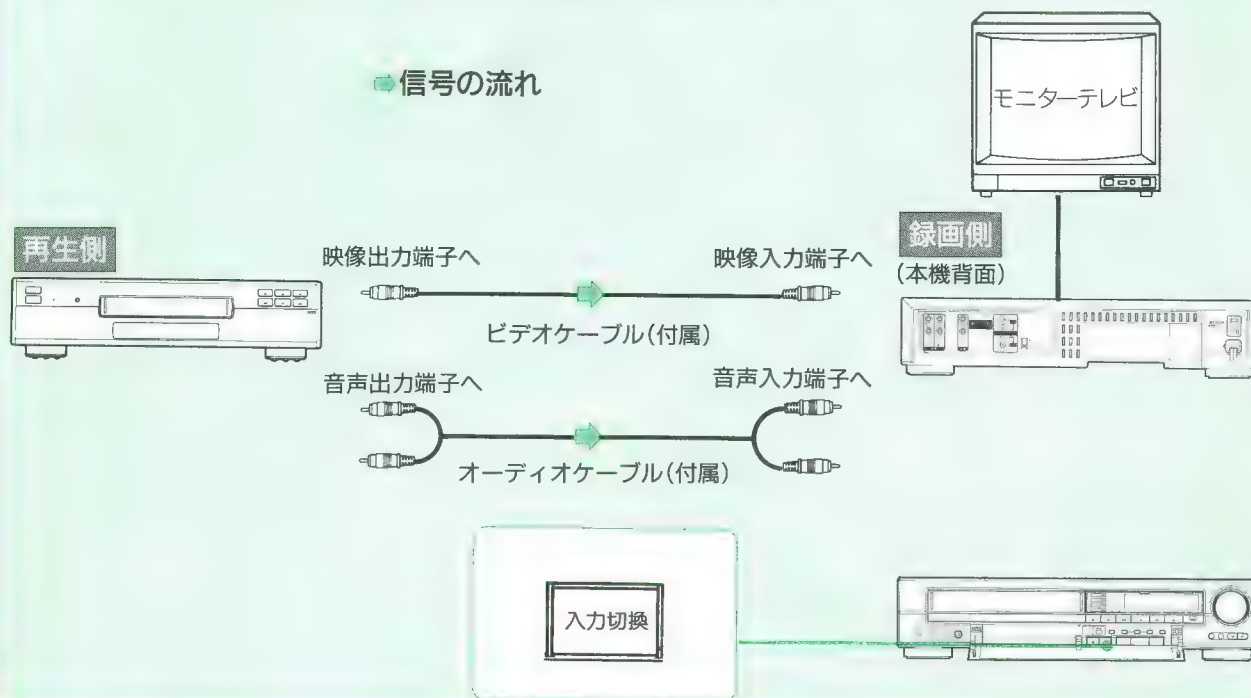 信号の流れ
モニターテレビ
再生側
録画側
(本機背面)
映像出力端子へ
映像入力端子へ
ビデオケーブル(付属)
音声出力端子へ
音声入力端子へ
オーディオケーブル(付属)
入力切換